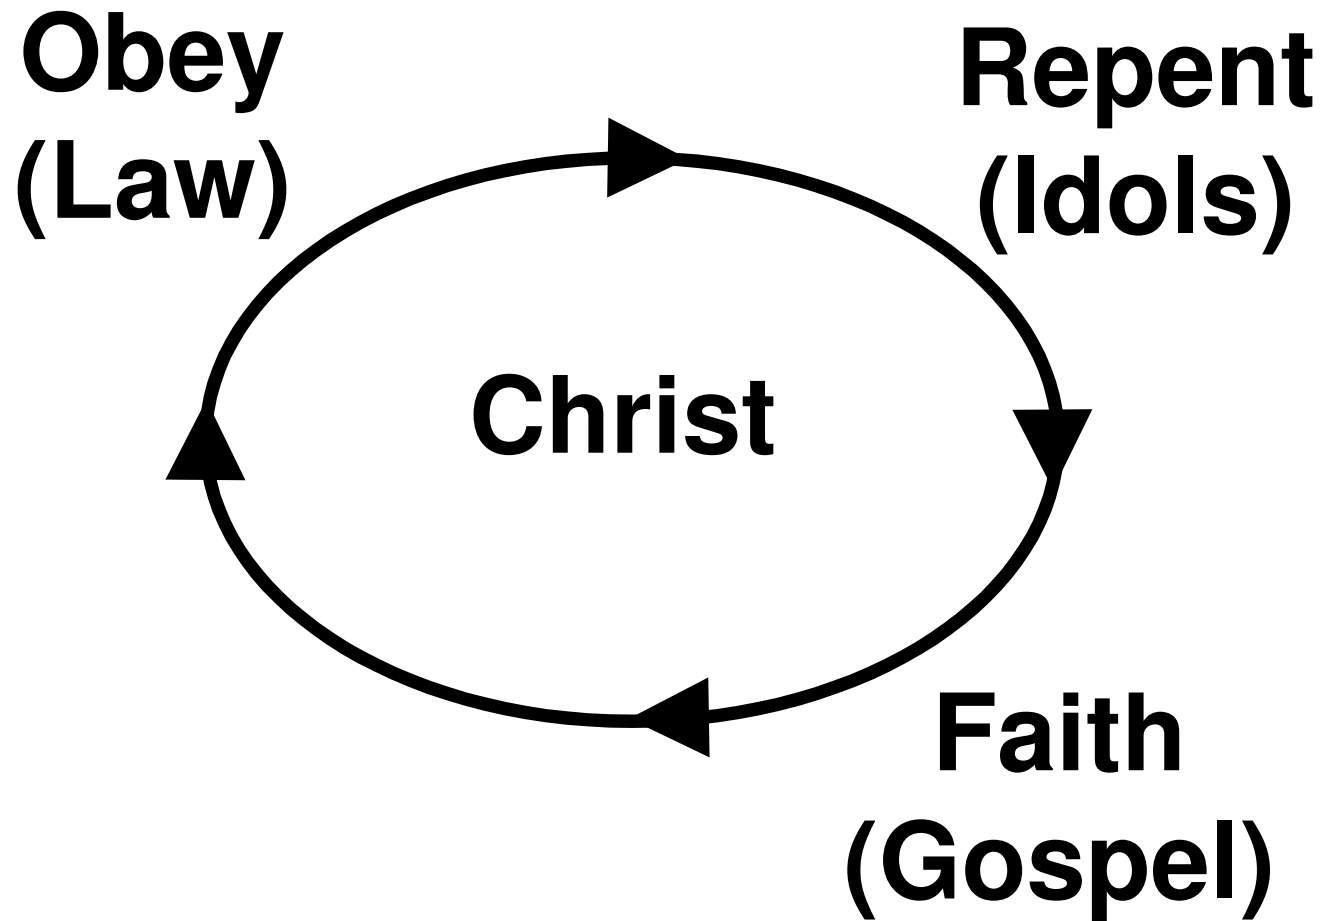 Obey
(Law)
Repent
(Idols)
Christ
Faith
(Gospel)